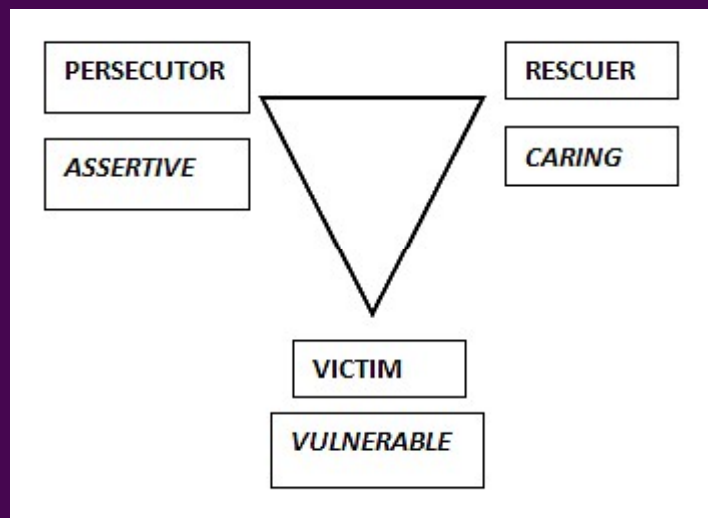 PERSECUTOR
RESCUER
ASSERTIVE
CARING
VICTIM
VULNERABLE